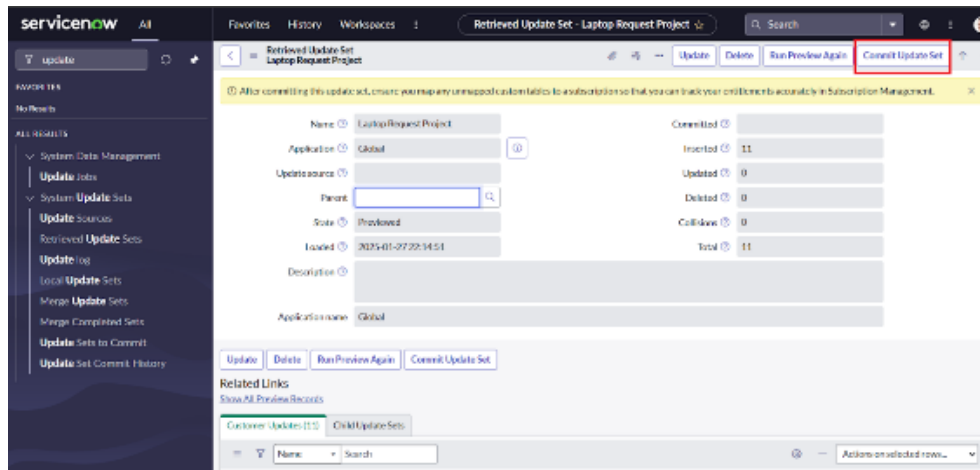 servicenow All Favorites History Workspaces Retrieved Update Set - Laptop Request Project Search
update
FAVORITES
No Results
ALL RESULTS
System Data Management
Update Jobs
System Update Sets
Update Sources
Retrieved Update Sets
Update log
Local Update Sets
Merge Update Sets
Merge Completed Sets
Update Sets to Commit
Update Set Commit History
Retrieved Update Set
Laptop Request Project
Update Delete Run Preview Again Commit Update Set
After committing this update set, ensure you map any unmapped custom tables to a subscription so that you can track your entitlements accurately in Subscription Management.
Name Laptop Request Project
Application Global
Update source
Parent
State Previewed
Loaded 2025-01-27 22:14:51
Description
Application name Global
Committed
Inserted 11
Updated 0
Deleted 0
Collisions 0
Total 11
Update Delete Run Preview Again Commit Update Set
Related Links
Show All Preview Records
Customer Updates (11) Child Update Sets
Name Search Actions on selected rows...